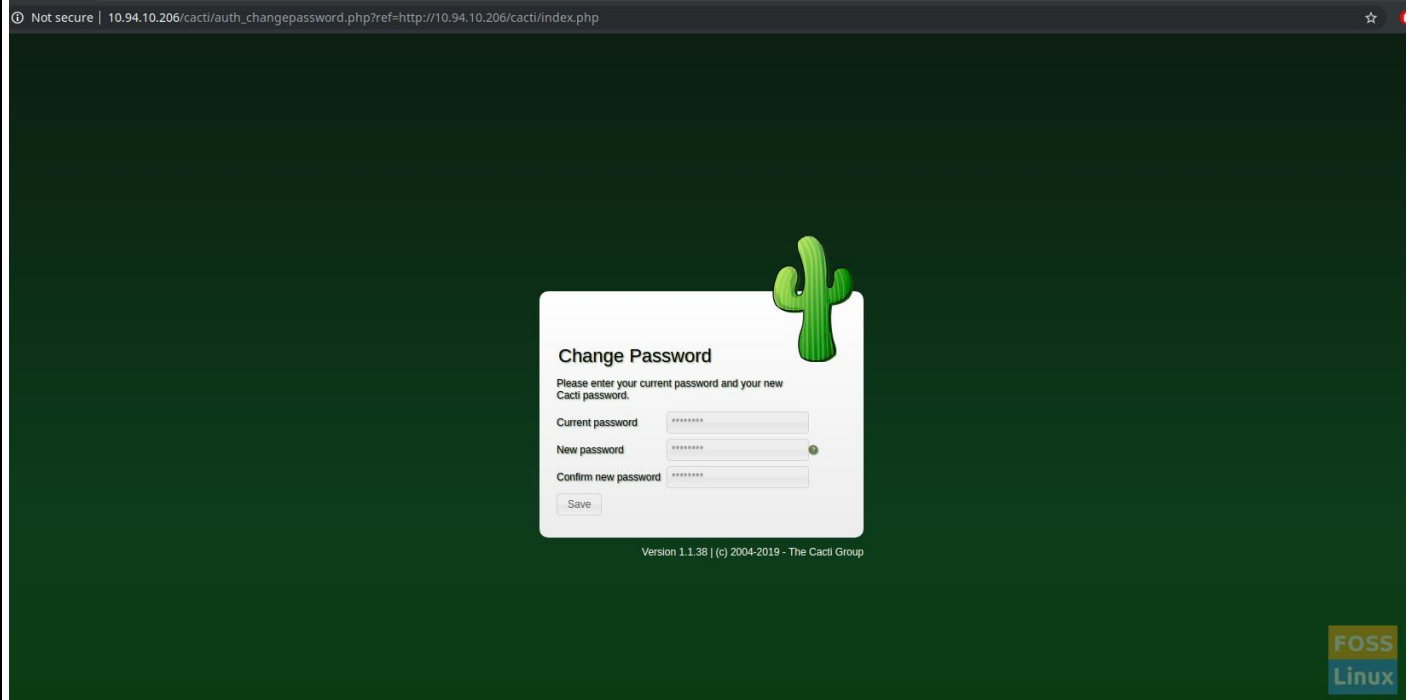 Not secure | 10.94.10.206/cacti/auth_changepassword.php?ref=http://10.94.10.206/cacti/index.php
Change Password
Please enter your current password and your new
Cacti password.
Current password ********
New password ******** ?
Confirm new password ********
Save
Version 1.1.38 | (c) 2004-2019 - The Cacti Group
FOSS
Linux